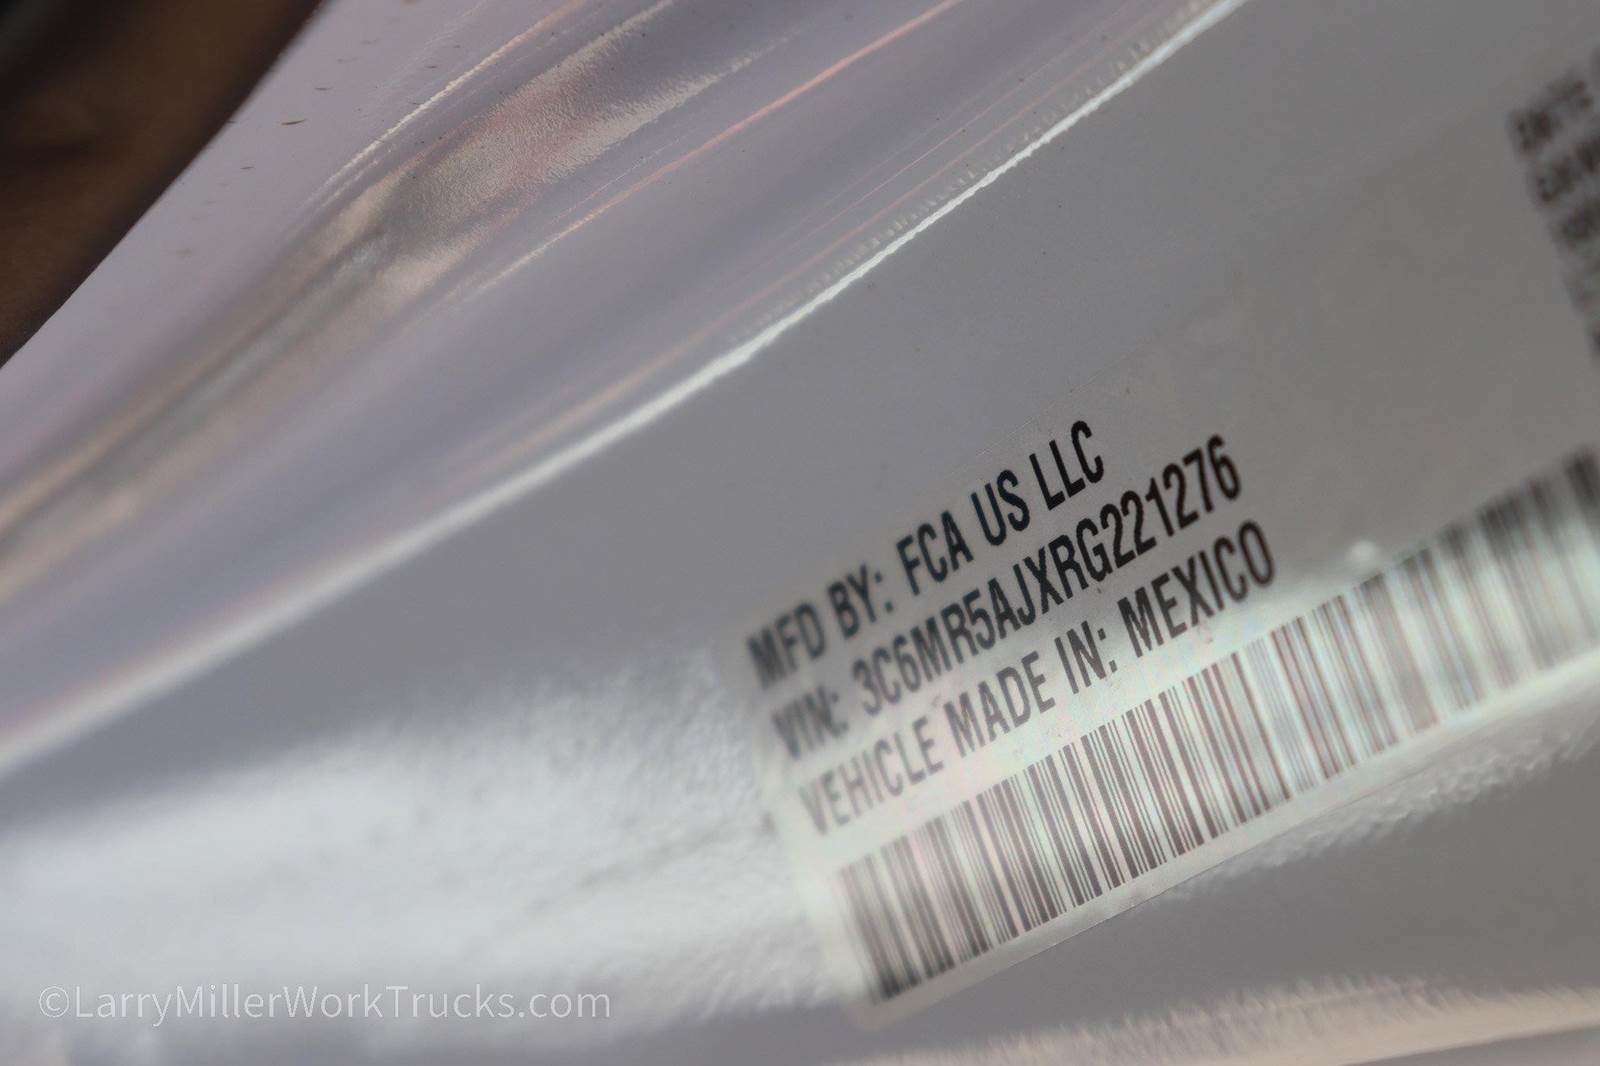 MFD BY: FCA US LLC
VIN: 3C6MR5AJXRG221276
VEHICLE MADE IN: MEXICO
©LarryMillerWorkTrucks.com